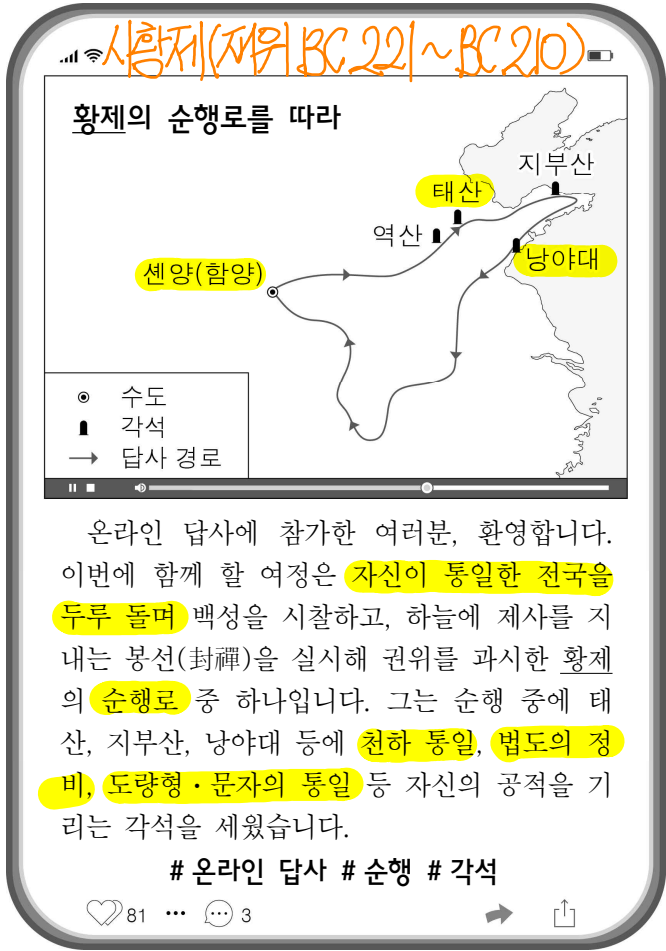 시황제(재위 BC 221 ~ BC 210)
황제의 순행로를 따라
지부산
태산
역산
낭야대
셴양(함양)
수도
각석
답사 경로
온라인 답사에 참가한 여러분, 환영합니다.
이번에 함께 할 여정은 자신이 통일한 전국을
두루 돌며 백성을 시찰하고, 하늘에 제사를 지
내는 봉선(封禪)을 실시해 권위를 과시한 황제
의 순행로 중 하나입니다. 그는 순행 중에 태
산, 지부산, 낭야대 등에 천하 통일, 법도의 정
비, 도량형·문자의 통일 등 자신의 공적을 기
리는 각석을 세웠습니다.
# 온라인 답사 # 순행 # 각석
81 ••• 3